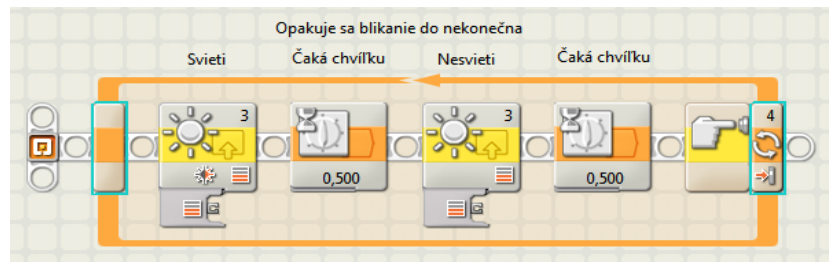 Opakuje sa blikanie do nekonečna
Svieti Čaká chvíľku Nesvieti Čaká chvíľku
3 3 4
0,500 0,500